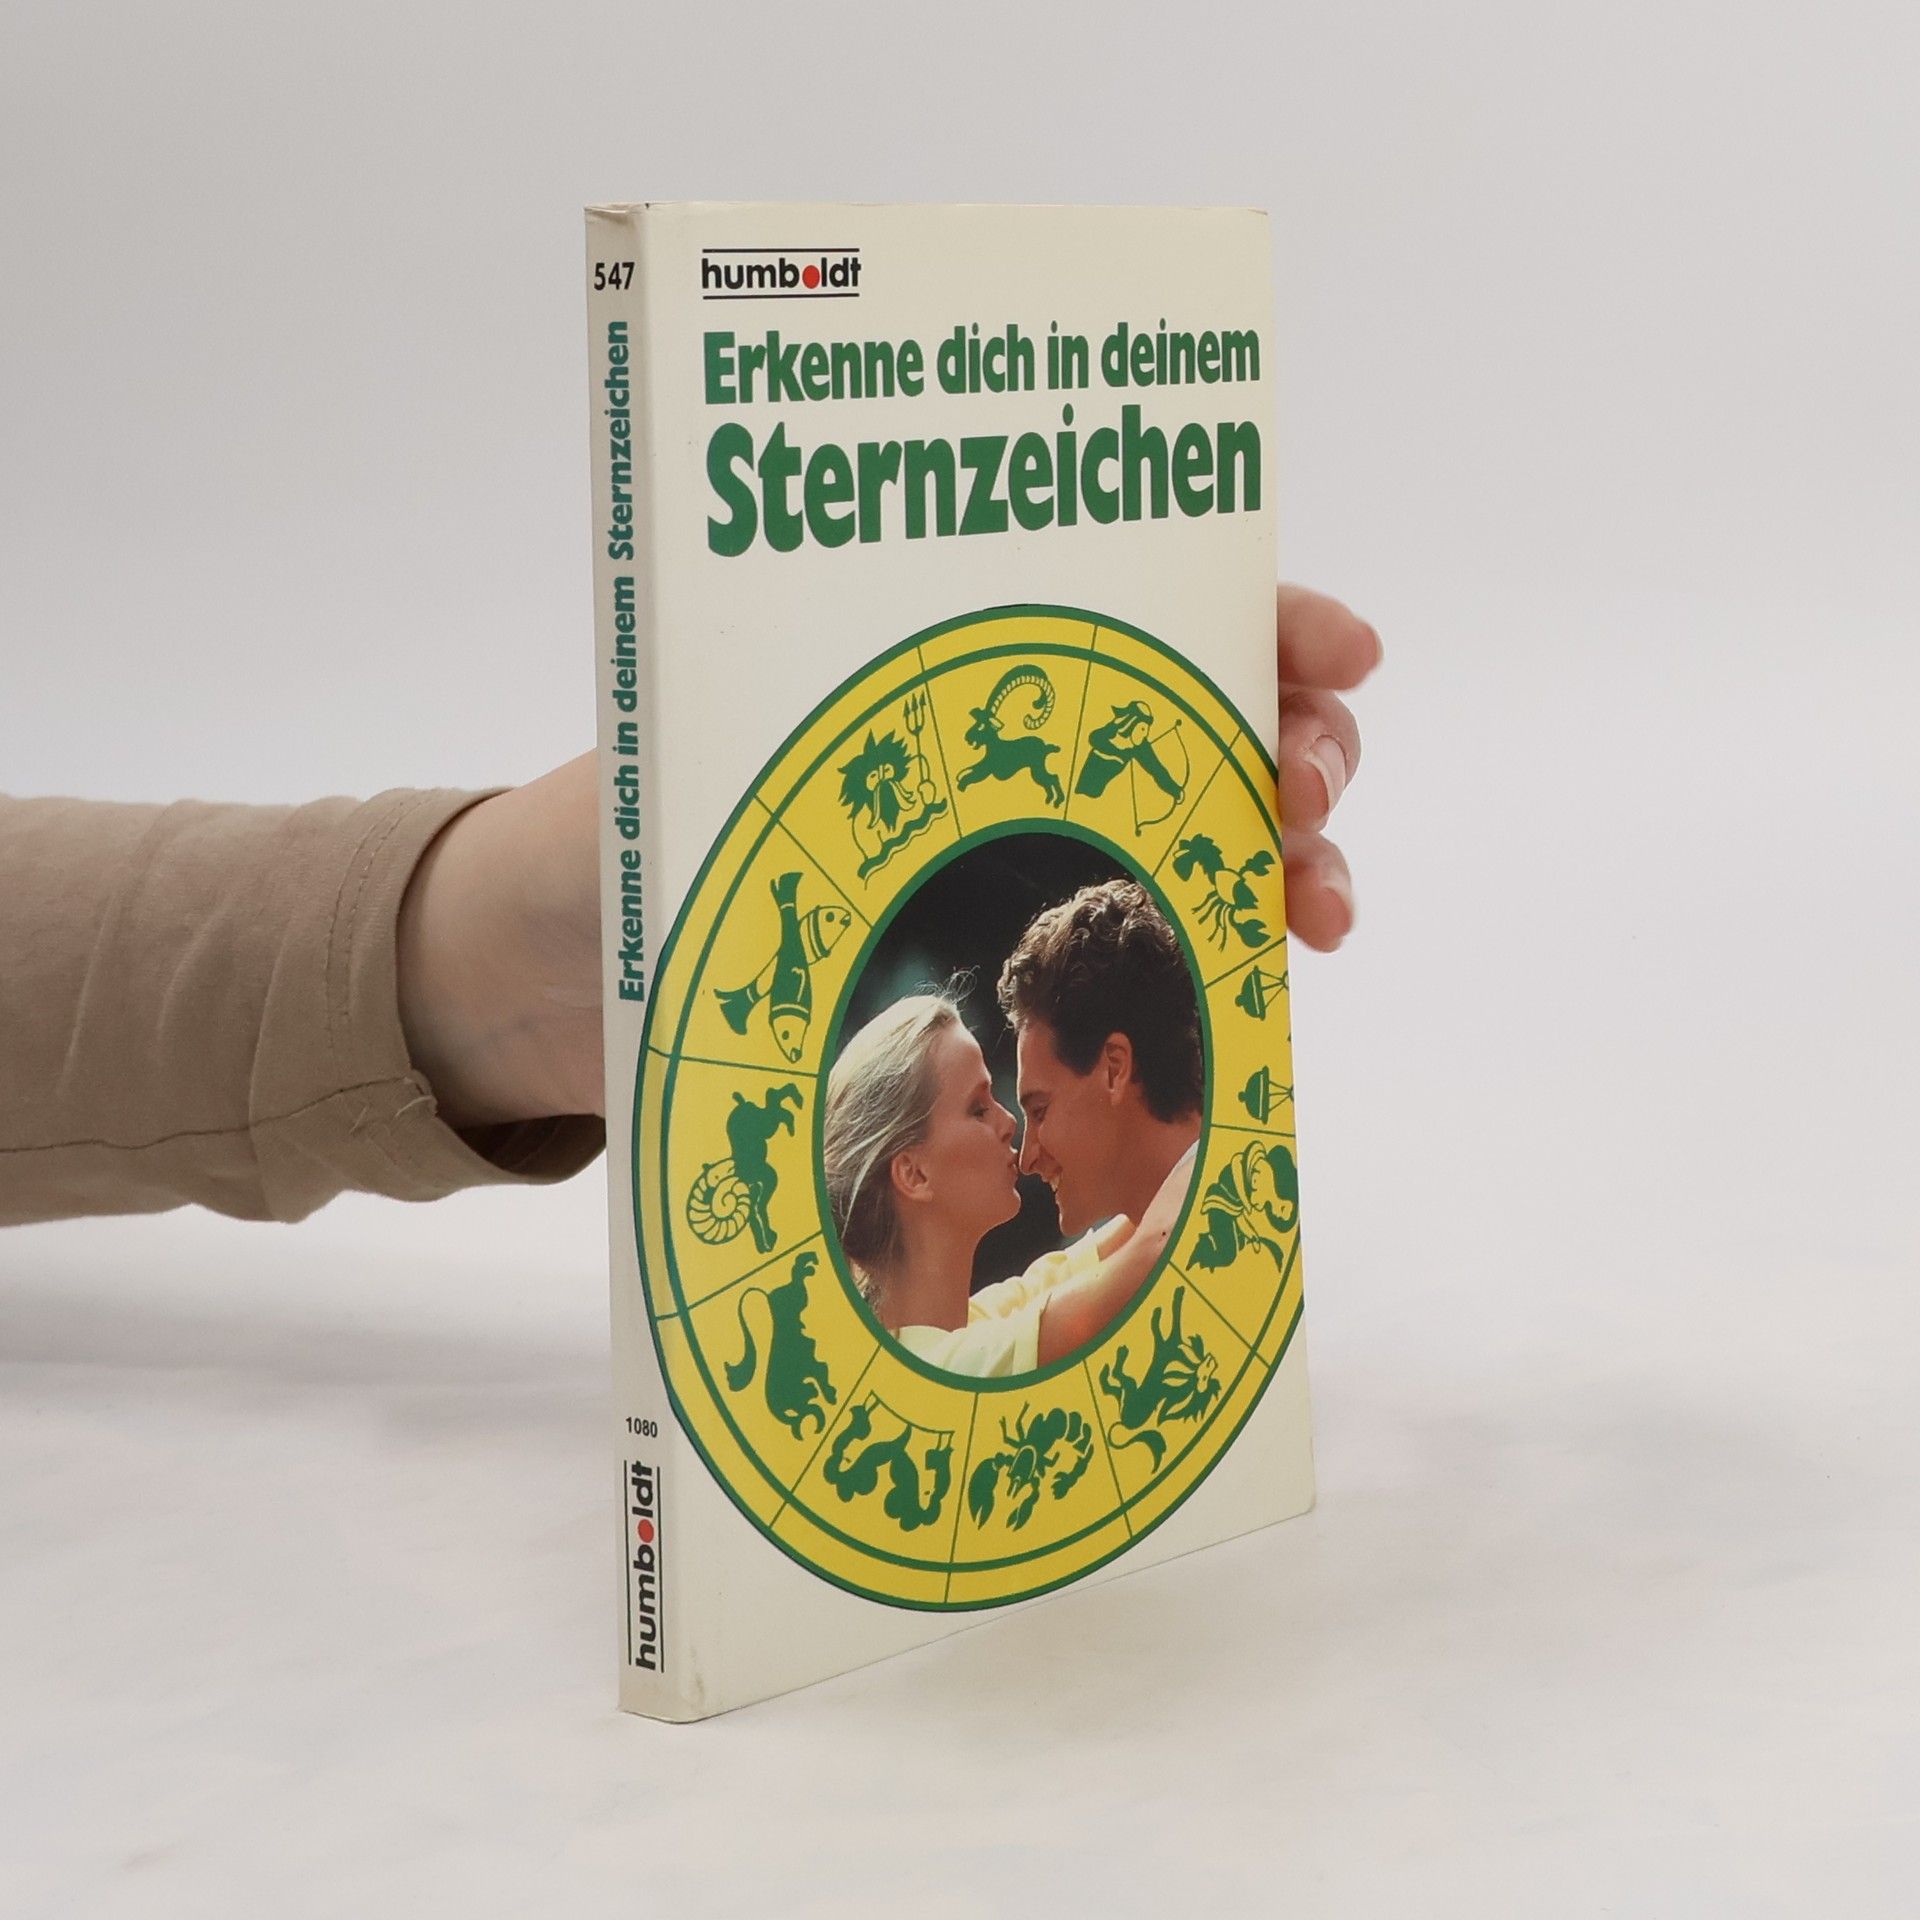 547
Erkenne dich in deinem Sternzeichen
1080
humboldt
humboldt
Erkenne dich in deinem
Sternzeichen